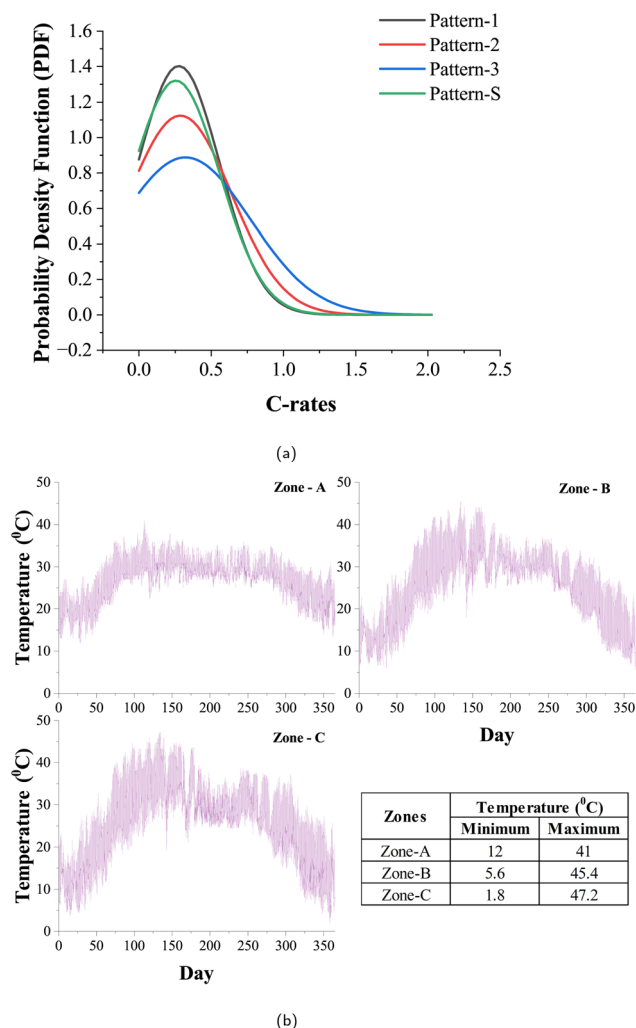 Pattern-1
Pattern-2
Pattern-3
Pattern-S
Probability Density Function (PDF)
1.6
1.4
1.2
1.0
0.8
0.6
0.4
0.2
0.0
−0.2
0.0 0.5 1.0 1.5 2.0 2.5
C-rates
(a)
Zone - A
Temperature (⁰C)
50
40
30
20
10
0
0 50 100 150 200 250 300 350
Zone - B
50
40
30
20
10
0
0 50 100 150 200 250 300 350
Day
Zone - C
Temperature (⁰C)
50
40
30
20
10
0
0 50 100 150 200 250 300 350
Day
Zones Temperature (⁰C)
Minimum Maximum
Zone-A 12 41
Zone-B 5.6 45.4
Zone-C 1.8 47.2
(b)